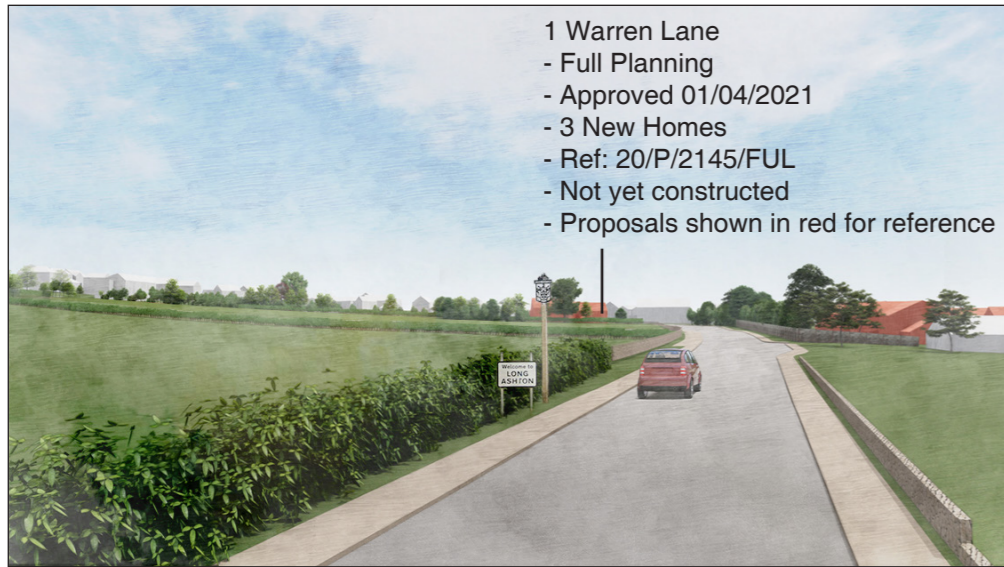 1 Warren Lane
- Full Planning
- Approved 01/04/2021
- 3 New Homes
- Ref: 20/P/2145/FUL
- Not yet constructed
- Proposals shown in red for reference
Welcome to
LONG
ASHTON